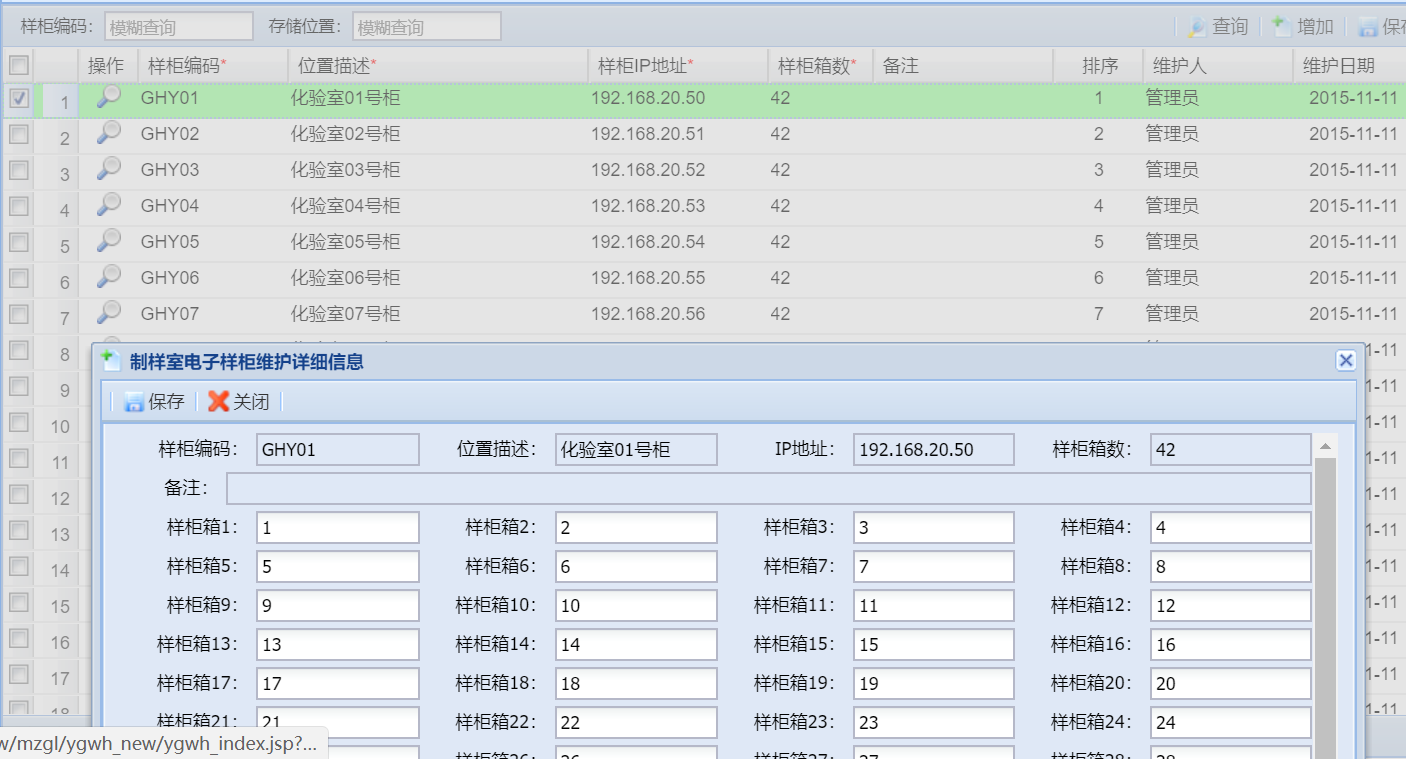 样柜编码： 模糊查询 存储位置： 模糊查询 查询 增加 保
操作 样柜编码* 位置描述* 样柜IP地址* 样柜箱数* 备注 排序 维护人 维护日期
1 GHY01 化验室01号柜 192.168.20.50 42 1 管理员 2015-11-11
2 GHY02 化验室02号柜 192.168.20.51 42 2 管理员 2015-11-11
3 GHY03 化验室03号柜 192.168.20.52 42 3 管理员 2015-11-11
4 GHY04 化验室04号柜 192.168.20.53 42 4 管理员 2015-11-11
5 GHY05 化验室05号柜 192.168.20.54 42 5 管理员 2015-11-11
6 GHY06 化验室06号柜 192.168.20.55 42 6 管理员 2015-11-11
7 GHY07 化验室07号柜 192.168.20.56 42 7 管理员 2015-11-11
8 1-11
制样室电子样柜维护详细信息
9 1-11
保存 关闭
10 1-11
样柜编码： GHY01 位置描述： 化验室01号柜 IP地址： 192.168.20.50 样柜箱数： 42
11 1-11
备注：
12 1-11
样柜箱1： 1 样柜箱2： 2 样柜箱3： 3 样柜箱4： 4
13 1-11
样柜箱5： 5 样柜箱6： 6 样柜箱7： 7 样柜箱8： 8
14 1-11
样柜箱9： 9 样柜箱10： 10 样柜箱11： 11 样柜箱12： 12
15 1-11
样柜箱13： 13 样柜箱14： 14 样柜箱15： 15 样柜箱16： 16
16 1-11
样柜箱17： 17 样柜箱18： 18 样柜箱19： 19 样柜箱20： 20
17 1-11
18 1-11
样柜箱21： 21 样柜箱22： 22 样柜箱23： 23 样柜箱24： 24
w/mzgl/ygwh_new/ygwh_index.jsp?...